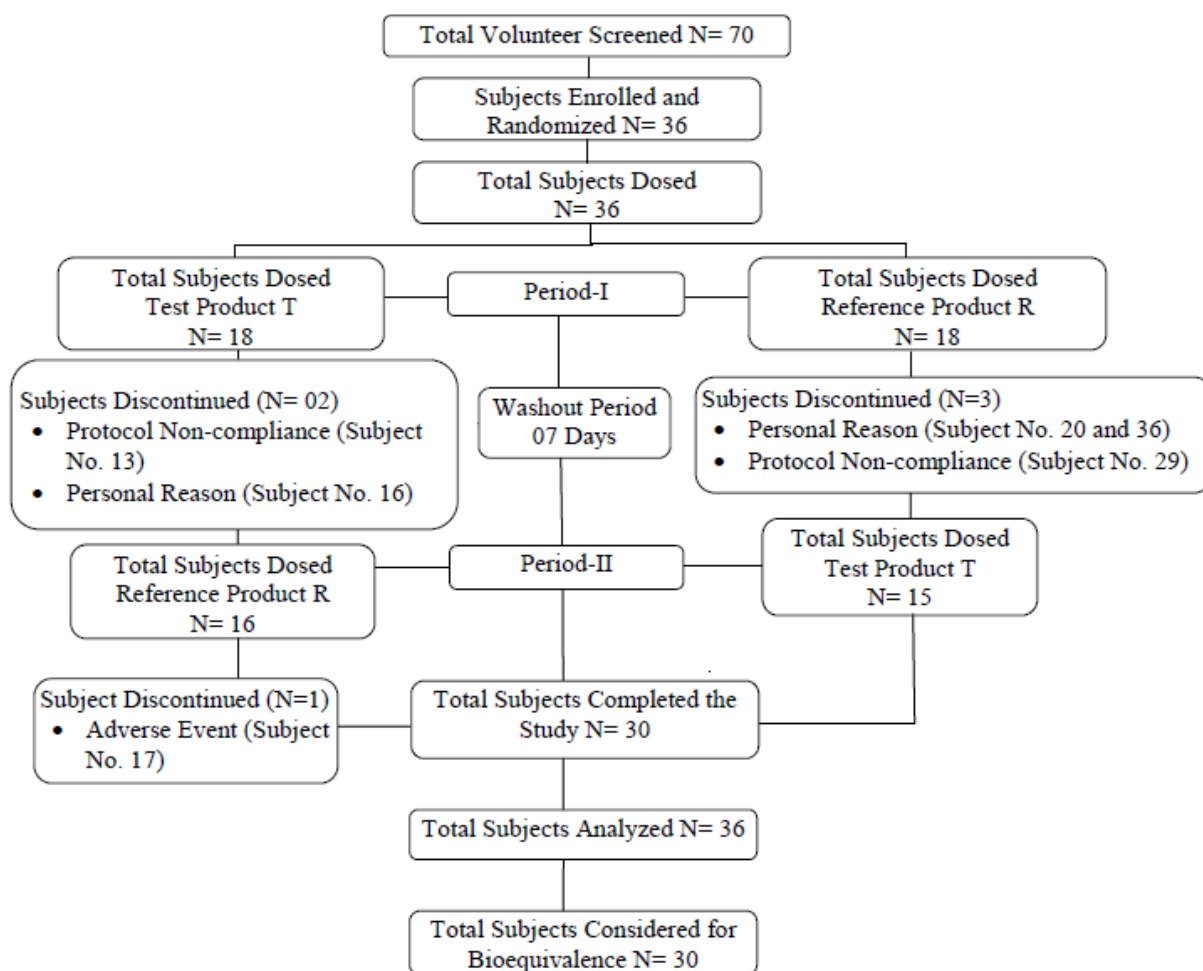 Total Volunteer Screened N= 70
Subjects Enrolled and
Randomized N= 36
Total Subjects Dosed
N= 36
Total Subjects Dosed
Test Product T
N= 18
Period-I
Total Subjects Dosed
Reference Product R
N= 18
Subjects Discontinued (N= 02)
• Protocol Non-compliance (Subject
No. 13)
• Personal Reason (Subject No. 16)
Washout Period
07 Days
Subjects Discontinued (N=3)
• Personal Reason (Subject No. 20 and 36)
• Protocol Non-compliance (Subject No. 29)
Total Subjects Dosed
Reference Product R
N= 16
Period-II
Total Subjects Dosed
Test Product T
N= 15
Subject Discontinued (N=1)
• Adverse Event (Subject
No. 17)
Total Subjects Completed the
Study N= 30
Total Subjects Analyzed N= 36
Total Subjects Considered for
Bioequivalence N= 30